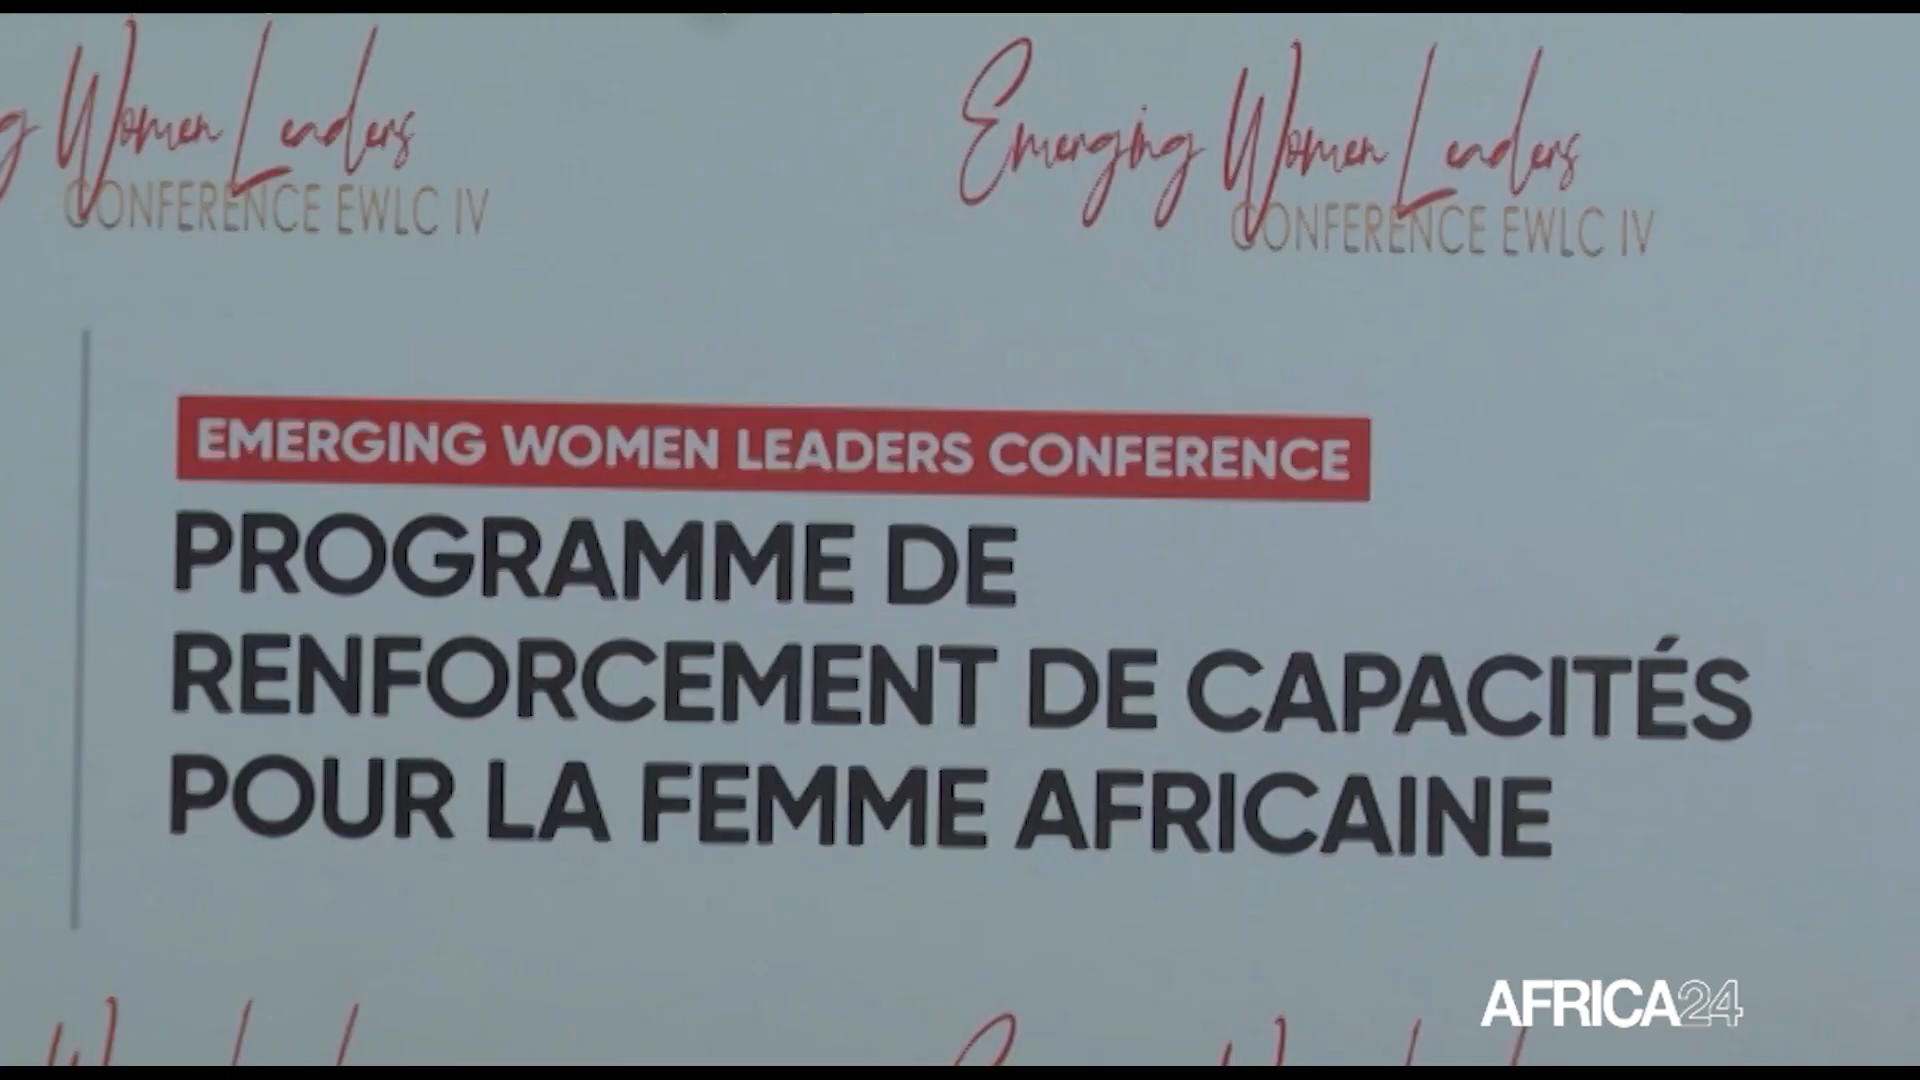 Women Leaders
CONFERENCE EWLC IV
Emerging Women Leaders
CONFERENCE EWLC IV
EMERGING WOMEN LEADERS CONFERENCE
PROGRAMME DE
RENFORCEMENT DE CAPACITÉS
POUR LA FEMME AFRICAINE
AFRICA24